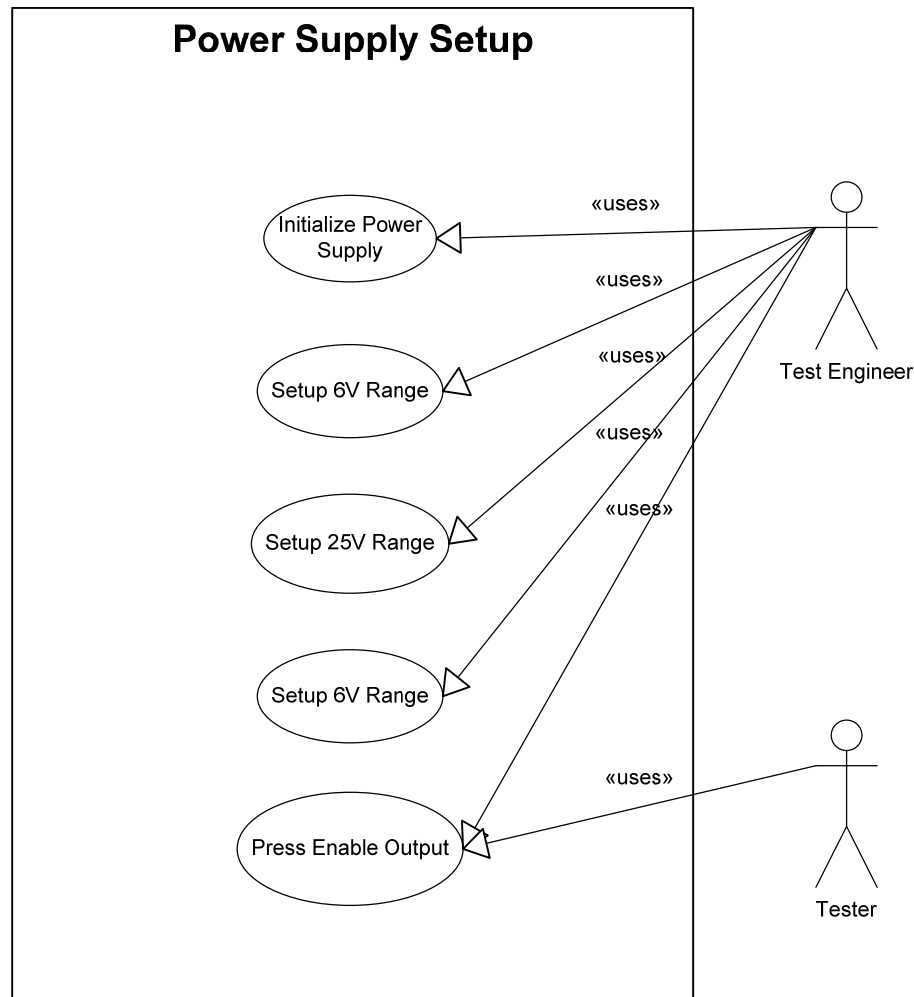 Power Supply Setup
«uses»
Initialize Power
Supply
«uses»
Setup 6V Range
«uses»
Test Engineer
«uses»
«uses»
Setup 25V Range
Setup 6V Range
«uses»
Press Enable Output
Tester